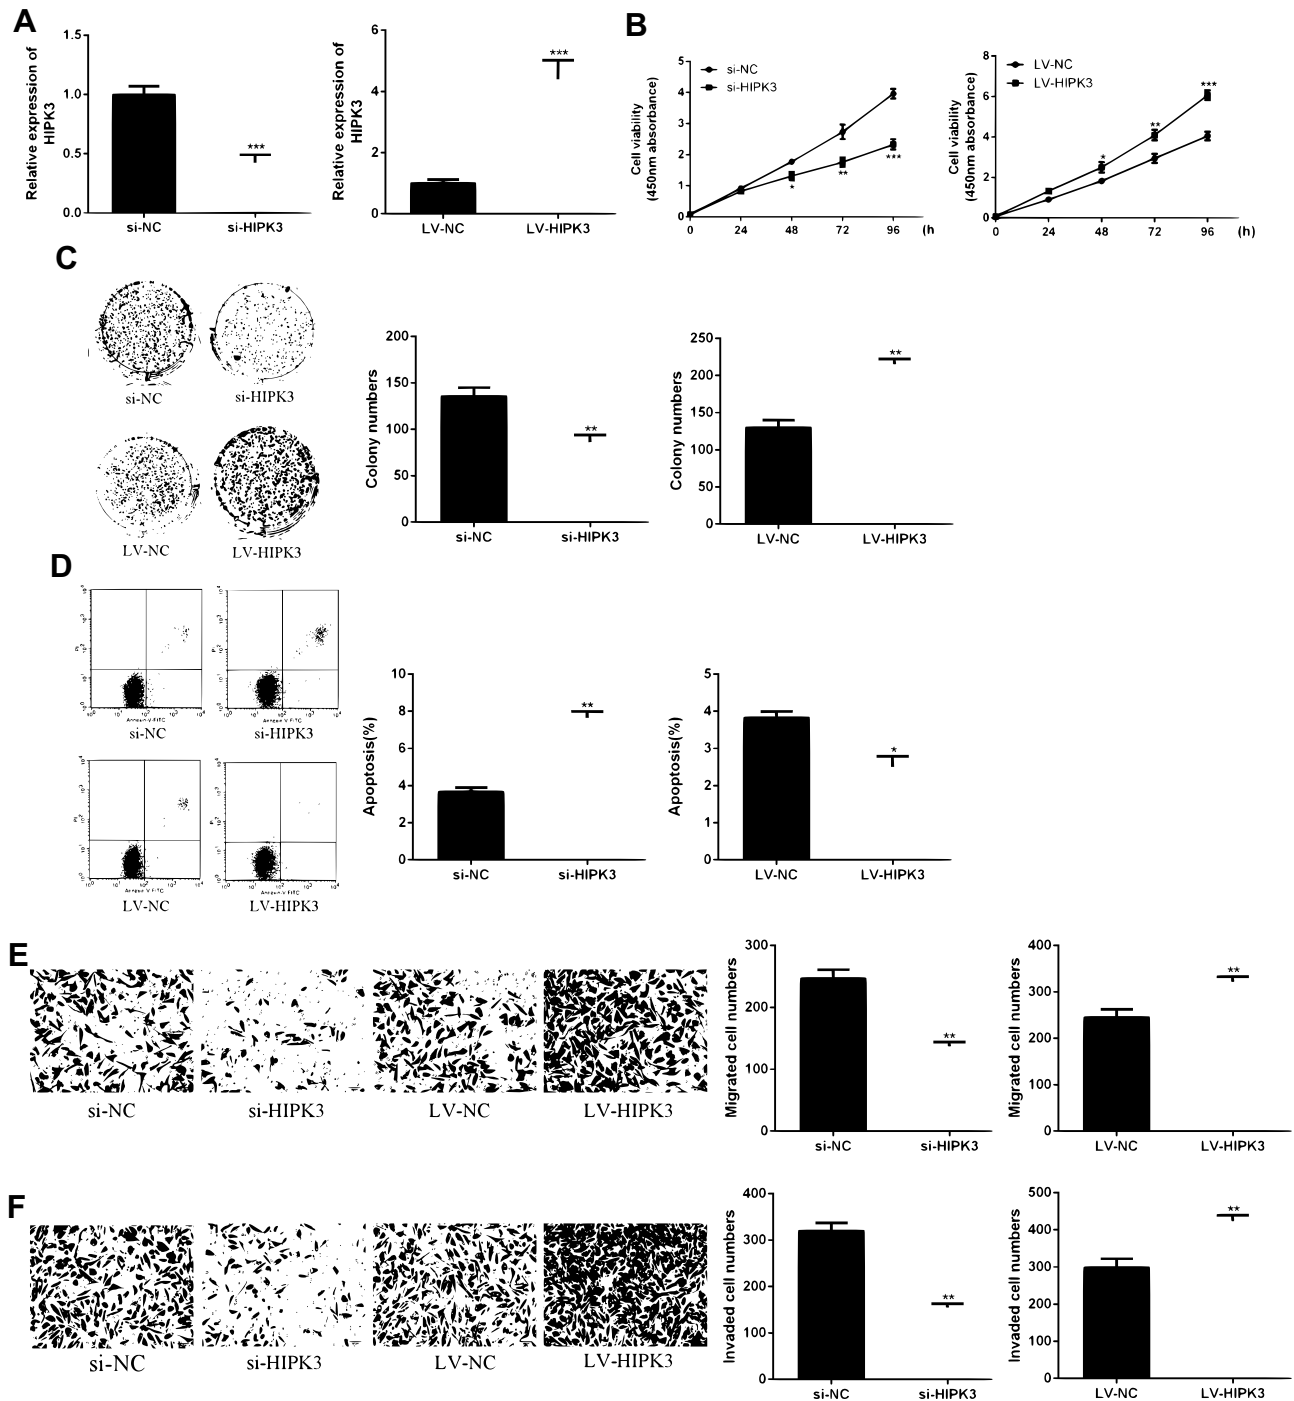 A
Relative expression of
HIPK3
1.5
1.0
0.5
0.0
***
si-NC
si-HIPK3
Relative expression of
HIPK3
6
4
2
0
***
LV-NC
LV-HIPK3
B
Cell viability
(450nm absorbance)
5
4
3
2
1
0
si-NC
si-HIPK3
*
**
***
0 24 48 72 96 (h
Cell viability
(450nm absorbance)
8
6
4
2
0
LV-NC
LV-HIPK3
*
**
***
0 24 48 72 96 (h)
C
si-NC
si-HIPK3
LV-NC
LV-HIPK3
Colony numbers
200
150
100
50
0
**
si-NC
si-HIPK3
Colony numbers
250
200
150
100
50
0
**
LV-NC
LV-HIPK3
D
Annexin V-FITC
si-NC
Annexin V FITC
si-HIPK3
Annexin V FITC
LV-NC
Annexin V FITC
LV-HIPK3
Apoptosis(%)
10
8
6
4
2
0
**
si-NC
si-HIPK3
Apoptosis(%)
5
4
3
2
1
0
*
LV-NC
LV-HIPK3
E
si-NC
si-HIPK3
LV-NC
LV-HIPK3
Migrated cell numbers
300
200
100
0
**
si-NC
si-HIPK3
Migrated cell numbers
400
300
200
100
0
**
LV-NC
LV-HIPK3
F
si-NC
si-HIPK3
LV-NC
LV-HIPK3
Invaded cell numbers
400
300
200
100
0
**
si-NC
si-HIPK3
Invaded cell numbers
500
400
300
200
100
0
**
LV-NC
LV-HIPK3